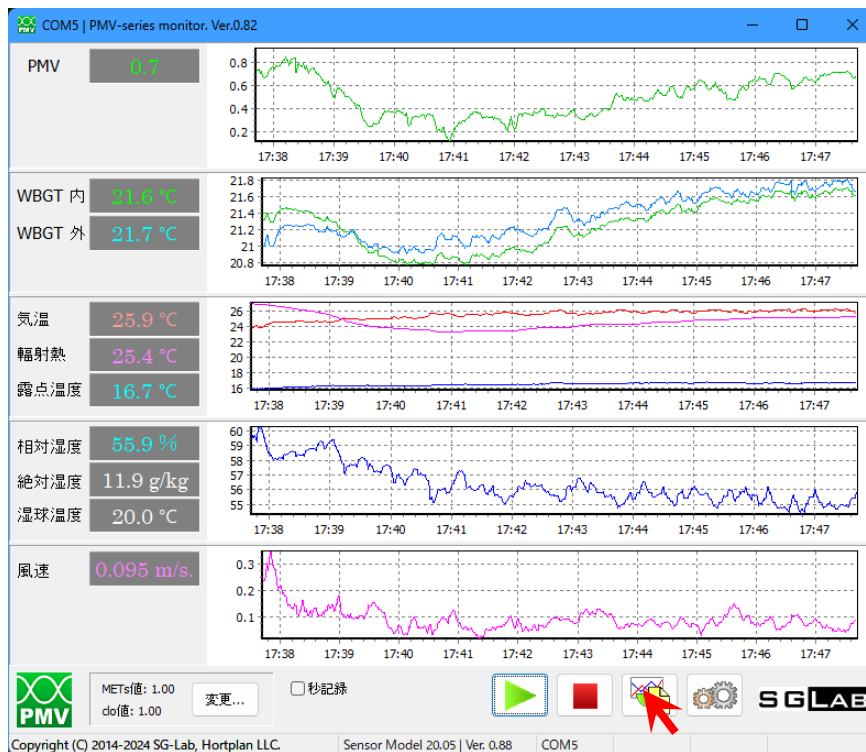 COM5 | PMV-series monitor. Ver.0.82
PMV 0.7
0.8
0.6
0.4
0.2
17:38 17:39 17:40 17:41 17:42 17:43 17:44 17:45 17:46 17:47
WBGT 内 21.6 °C
WBGT 外 21.7 °C
21.8
21.6
21.4
21.2
21
20.8
17:38 17:39 17:40 17:41 17:42 17:43 17:44 17:45 17:46 17:47
気温 25.9 °C
輻射熱 25.4 °C
露点温度 16.7 °C
26
24
22
20
18
16
17:38 17:39 17:40 17:41 17:42 17:43 17:44 17:45 17:46 17:47
相対湿度 55.9 %
絶対湿度 11.9 g/kg
湿球温度 20.0 °C
60
59
58
57
56
55
17:38 17:39 17:40 17:41 17:42 17:43 17:44 17:45 17:46 17:47
風速 0.095 m/s.
0.3
0.2
0.1
17:38 17:39 17:40 17:41 17:42 17:43 17:44 17:45 17:46 17:47
PMV
METs値: 1.00
clo値: 1.00
変更...
秒記録
SGLAB
Copyright (C) 2014-2024 SG-Lab, Hortplan LLC. Sensor Model 20.05 | Ver. 0.88 COM5